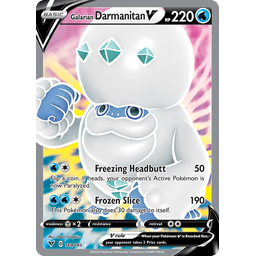 BASIC
Galarian Darmanitan V HP 220
Freezing Headbutt 50
Flip a coin. If heads, your opponent's Active Pokémon is
now Paralyzed.
Frozen Slice 190
This Pokémon also does 30 damage to itself.
weakness ×2 resistance retreat
V rule
When your Pokémon V is Knocked Out,
your opponent takes 2 Prize cards.